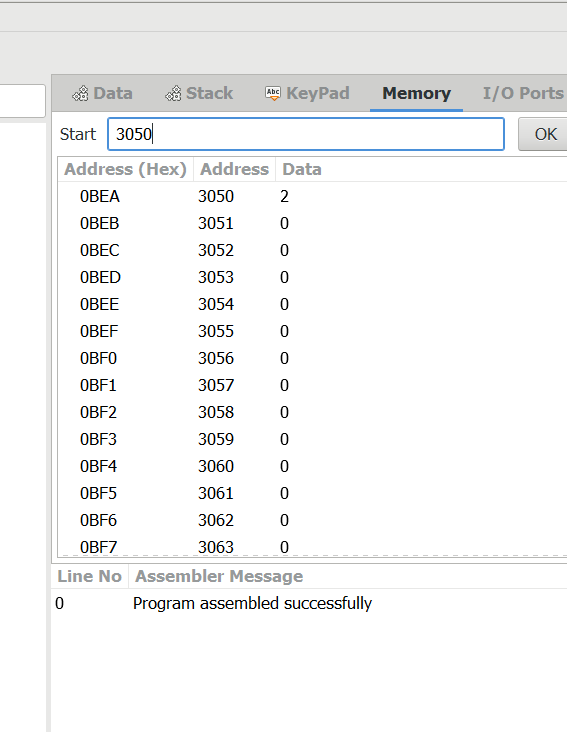 Data Stack Abc KeyPad Memory I/O Ports
Start 3050 OK
Address (Hex) Address Data
0BEA 3050 2
0BEB 3051 0
0BEC 3052 0
0BED 3053 0
0BEE 3054 0
0BEF 3055 0
0BF0 3056 0
0BF1 3057 0
0BF2 3058 0
0BF3 3059 0
0BF4 3060 0
0BF5 3061 0
0BF6 3062 0
0BF7 3063 0
Line No Assembler Message
0 Program assembled successfully